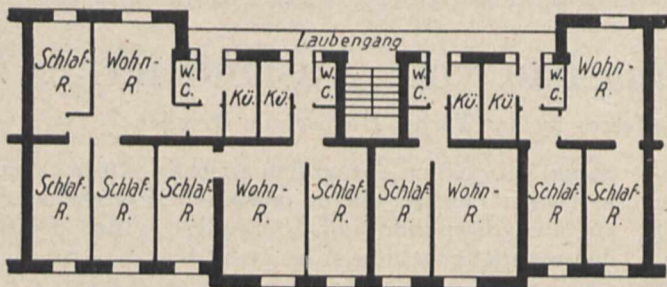 Laubengang
Schlaf-
R.
Wohn-
R
W.
C.
Kü.
Kü.
W.
C.
W.
C.
Kü.
Kü.
W.
C.
Wohn-
R.
Schlaf-
R.
Schlaf-
R.
Schlaf-
R.
Wohn-
R.
Schlaf-
R.
Schlaf-
R.
Wohn-
R.
Schlaf-
R.
Schlaf-
R.